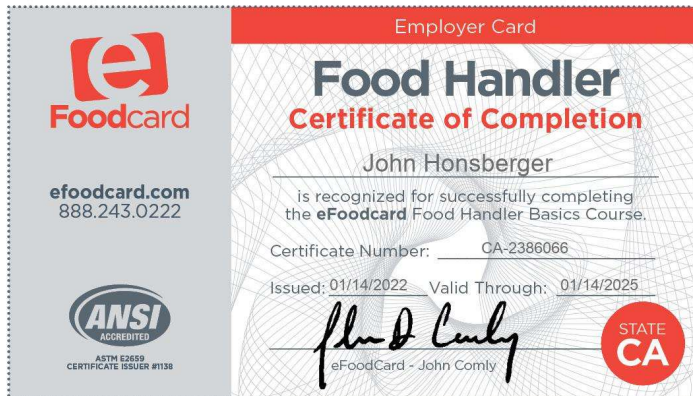 Employer Card
e
Foodcard
efoodcard.com
888.243.0222
ANSI
ACCREDITED
ASTM E2659
CERTIFICATE ISSUER #1138
Food Handler
Certificate of Completion
John Honsberger
is recognized for successfully completing
the eFoodcard Food Handler Basics Course.
Certificate Number: CA-2386066
Issued: 01/14/2022 Valid Through: 01/14/2025
eFoodCard - John Comly
STATE
CA